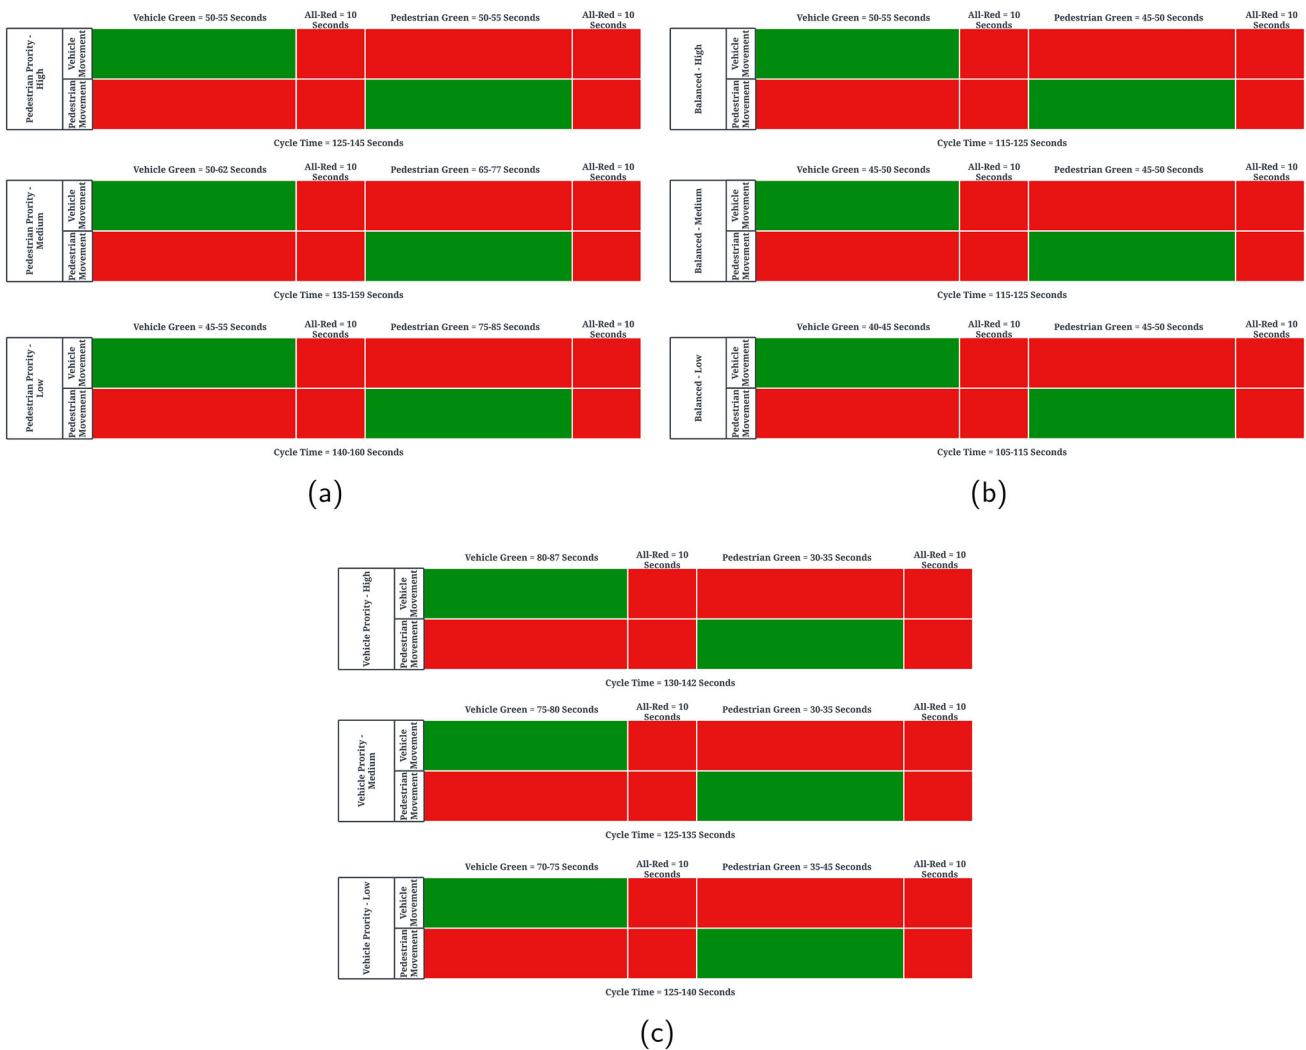 Vehicle Green = 50-55 Seconds
All-Red = 10
Seconds
Pedestrian Green = 50-55 Seconds
All-Red = 10
Seconds
Pedestrian Prority -
High
Vehicle
Movement
Pedestrian
Movement
Cycle Time = 125-145 Seconds
Vehicle Green = 50-62 Seconds
All-Red = 10
Seconds
Pedestrian Green = 65-77 Seconds
All-Red = 10
Seconds
Pedestrian Prority -
Medium
Vehicle
Movement
Pedestrian
Movement
Cycle Time = 135-159 Seconds
Vehicle Green = 45-55 Seconds
All-Red = 10
Seconds
Pedestrian Green = 75-85 Seconds
All-Red = 10
Seconds
Pedestrian Prority -
Low
Vehicle
Movement
Pedestrian
Movement
Cycle Time = 140-160 Seconds
(a)
Vehicle Green = 50-55 Seconds
All-Red = 10
Seconds
Pedestrian Green = 45-50 Seconds
All-Red = 10
Seconds
Balanced - High
Vehicle
Movement
Pedestrian
Movement
Cycle Time = 115-125 Seconds
Vehicle Green = 45-50 Seconds
All-Red = 10
Seconds
Pedestrian Green = 45-50 Seconds
All-Red = 10
Seconds
Balanced - Medium
Vehicle
Movement
Pedestrian
Movement
Cycle Time = 115-125 Seconds
Vehicle Green = 40-45 Seconds
All-Red = 10
Seconds
Pedestrian Green = 45-50 Seconds
All-Red = 10
Seconds
Balanced - Low
Vehicle
Movement
Pedestrian
Movement
Cycle Time = 105-115 Seconds
(b)
Vehicle Green = 80-87 Seconds
All-Red = 10
Seconds
Pedestrian Green = 30-35 Seconds
All-Red = 10
Seconds
Vehicle Prority - High
Vehicle
Movement
Pedestrian
Movement
Cycle Time = 130-142 Seconds
Vehicle Green = 75-80 Seconds
All-Red = 10
Seconds
Pedestrian Green = 30-35 Seconds
All-Red = 10
Seconds
Vehicle Prority -
Medium
Vehicle
Movement
Pedestrian
Movement
Cycle Time = 125-135 Seconds
Vehicle Green = 70-75 Seconds
All-Red = 10
Seconds
Pedestrian Green = 35-45 Seconds
All-Red = 10
Seconds
Vehicle Prority - Low
Vehicle
Movement
Pedestrian
Movement
Cycle Time = 125-140 Seconds
(c)